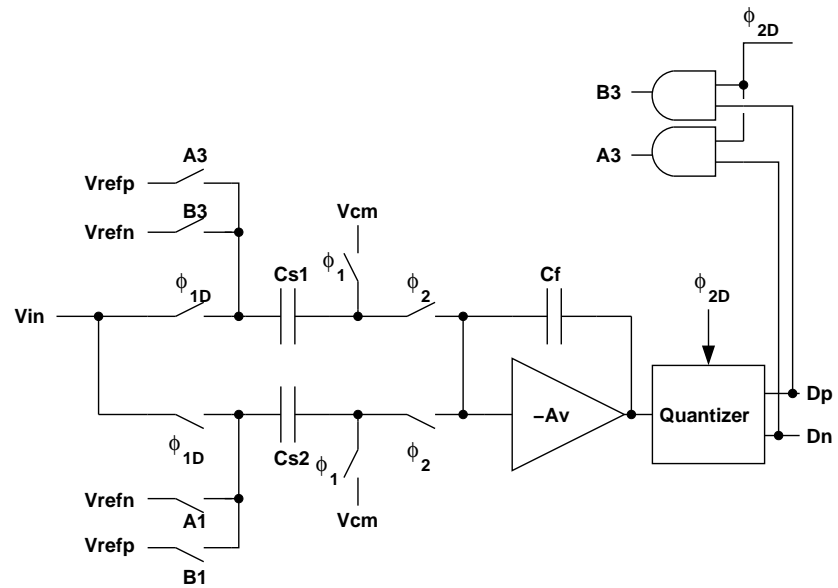 ϕ2D
B3
A3
A3
Vrefp
B3
Vrefn
Vcm
ϕ1
Cs1
Cf
ϕ1D
ϕ2
ϕ2D
Vin
Dp
−Av
Quantizer
Dn
ϕ1D
Cs2
ϕ1
ϕ2
Vrefn
A1
Vcm
Vrefp
B1